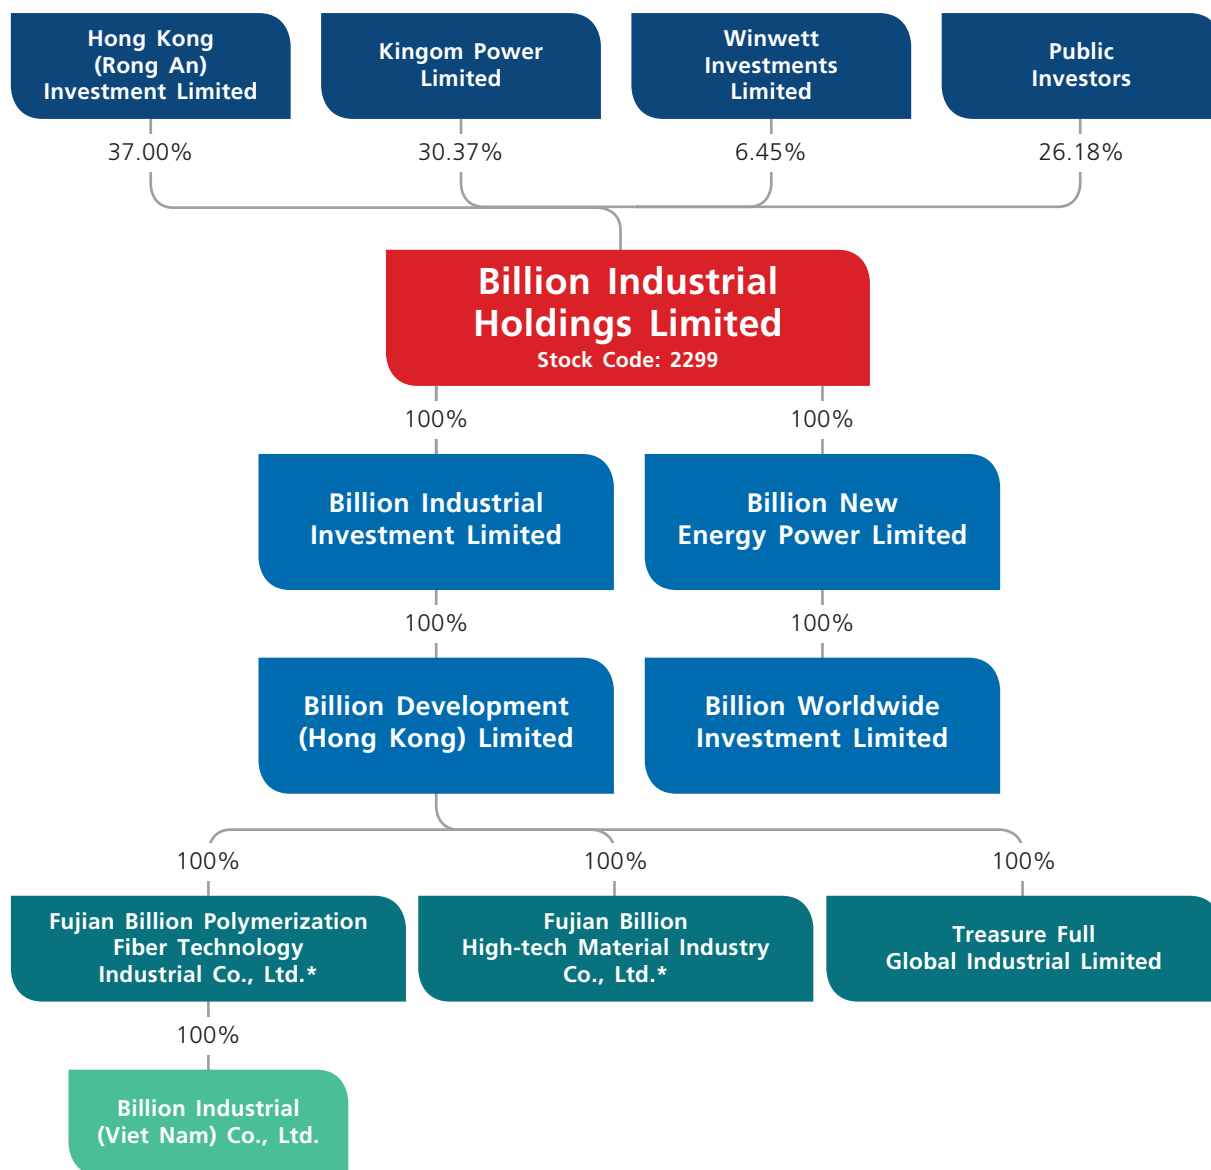 Hong Kong
(Rong An)
Investment Limited
Kingom Power
Limited
Winwett
Investments
Limited
Public
Investors
37.00%
30.37%
6.45%
26.18%
Billion Industrial
Holdings Limited
Stock Code: 2299
100%
100%
Billion Industrial
Investment Limited
Billion New
Energy Power Limited
100%
100%
Billion Development
(Hong Kong) Limited
Billion Worldwide
Investment Limited
100%
100%
100%
Fujian Billion Polymerization
Fiber Technology
Industrial Co., Ltd.*
Fujian Billion
High-tech Material Industry
Co., Ltd.*
Treasure Full
Global Industrial Limited
100%
Billion Industrial
(Viet Nam) Co., Ltd.